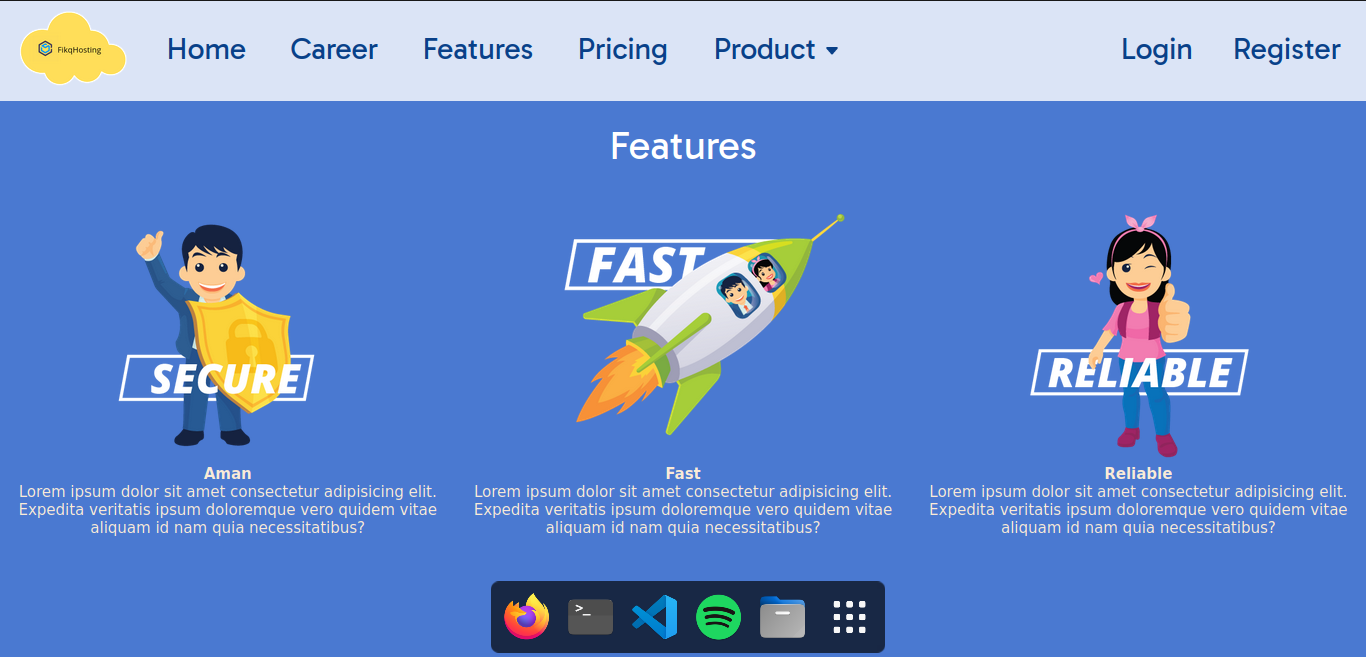 FikqHosting
Home Career Features Pricing Product Login Register
Features
SECURE
FAST
RELIABLE
Aman
Lorem ipsum dolor sit amet consectetur adipisicing elit.
Expedita veritatis ipsum doloremque vero quidem vitae
aliquam id nam quia necessitatibus?
Fast
Lorem ipsum dolor sit amet consectetur adipisicing elit.
Expedita veritatis ipsum doloremque vero quidem vitae
aliquam id nam quia necessitatibus?
Reliable
Lorem ipsum dolor sit amet consectetur adipisicing elit.
Expedita veritatis ipsum doloremque vero quidem vitae
aliquam id nam quia necessitatibus?
>_